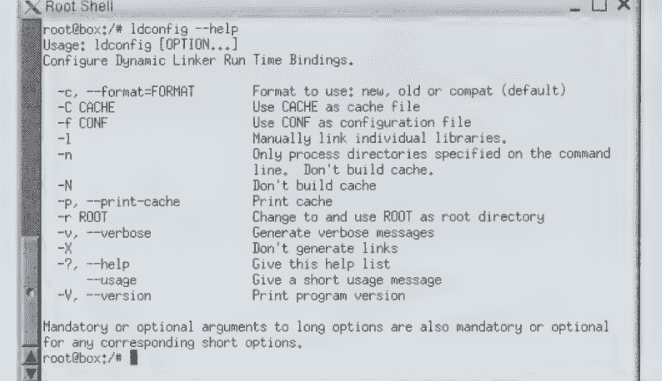 Root Shell
root@box:/# ldconfig --help
Usage: ldconfig [OPTION...]
Configure Dynamic Linker Run Time Bindings.
-c, --format=FORMAT Format to use: new, old or compat (default)
-C CACHE Use CACHE as cache file
-f CONF Use CONF as configuration file
-l Manually link individual libraries.
-n Only process directories specified on the command
line. Don't build cache.
-N Don't build cache
-p, --print-cache Print cache
-r ROOT Change to and use ROOT as root directory
-v, --verbose Generate verbose messages
-X Don't generate links
-?, --help Give this help list
--usage Give a short usage message
-V, --version Print program version
Mandatory or optional arguments to long options are also mandatory or optional
for any corresponding short options.
root@box:/#